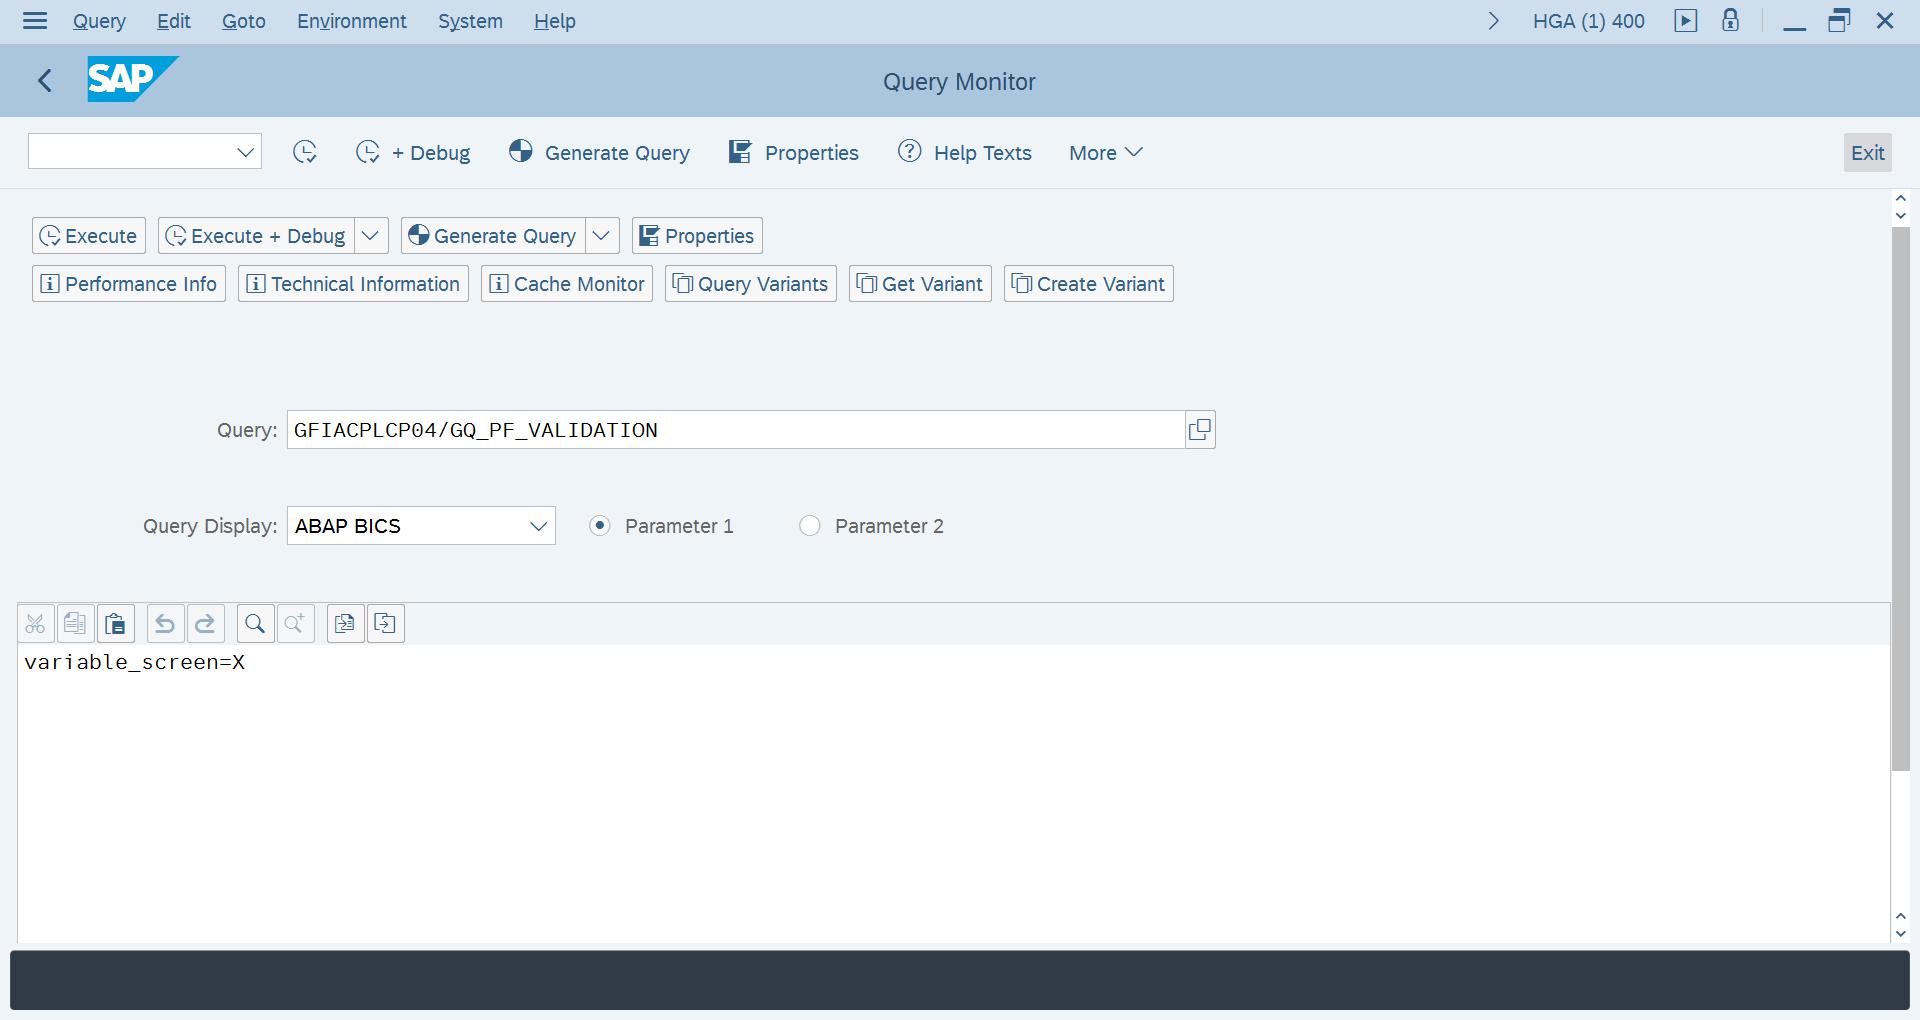 Query Edit Goto Environment System Help HGA (1) 400
SAP Query Monitor
+ Debug Generate Query Properties Help Texts More Exit
Execute Execute + Debug Generate Query Properties
Performance Info Technical Information Cache Monitor Query Variants Get Variant Create Variant
Query: GFIACPLCP04/GQ_PF_VALIDATION
Query Display: ABAP BICS Parameter 1 Parameter 2
variable_screen=X